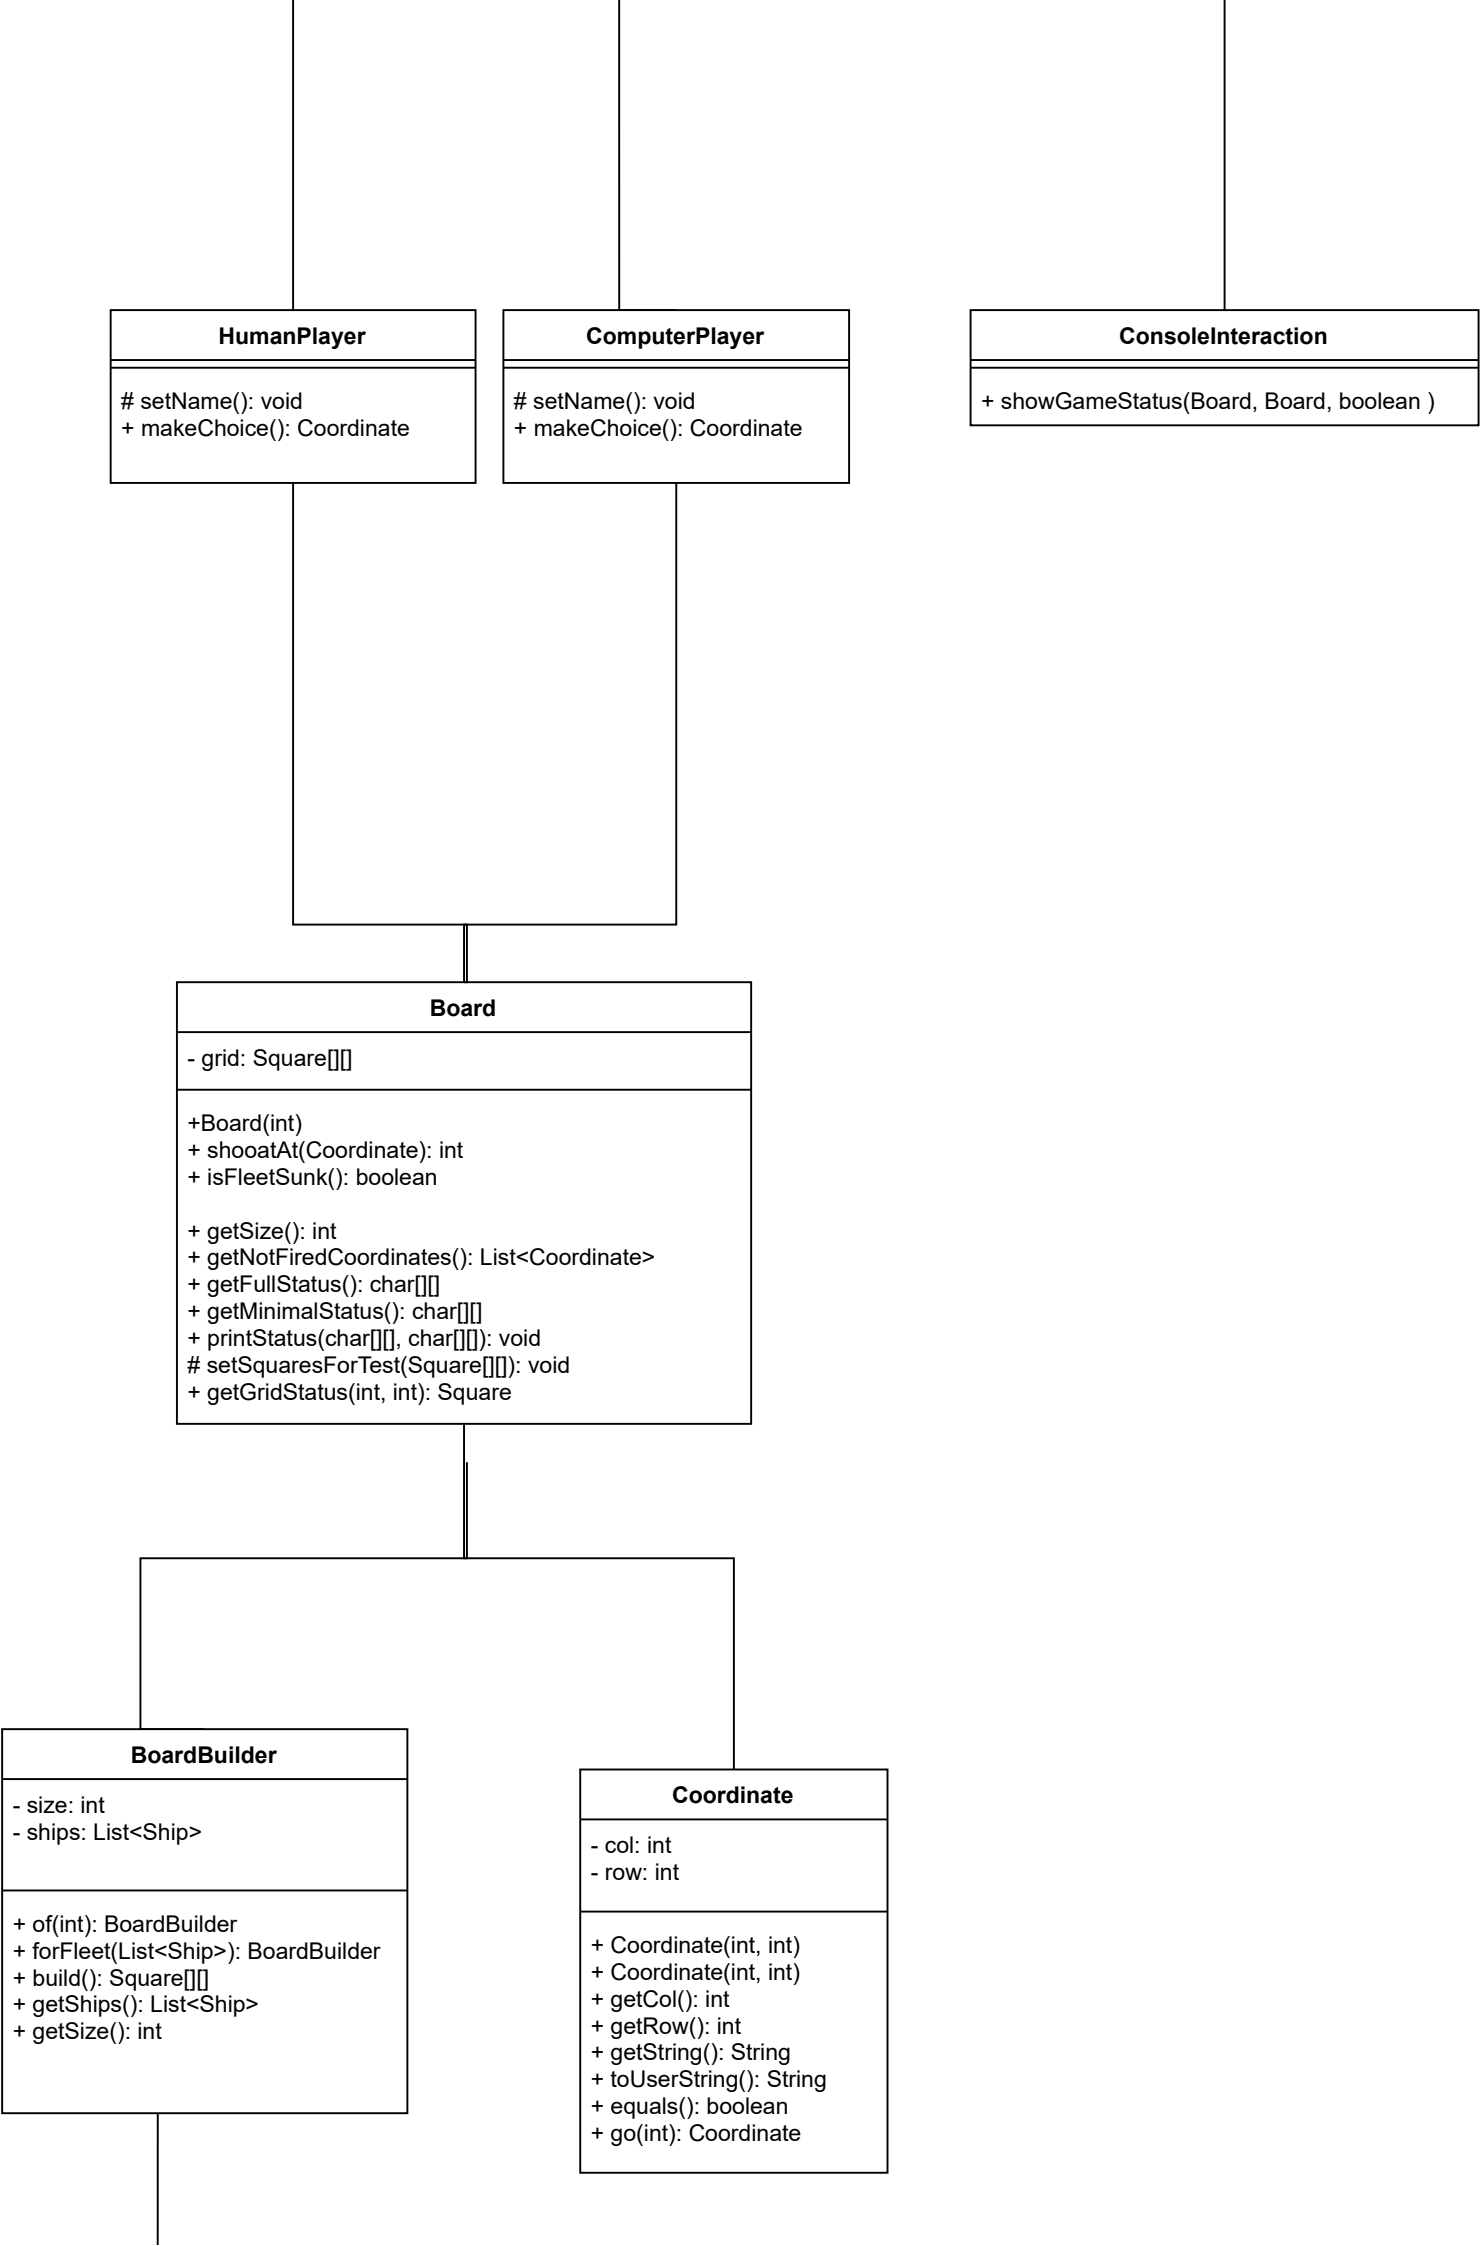 HumanPlayer
# setName(): void
+ makeChoice(): Coordinate
ComputerPlayer
# setName(): void
+ makeChoice(): Coordinate
ConsoleInteraction
+ showGameStatus(Board, Board, boolean )
Board
- grid: Square[][]
+Board(int)
+ shooatAt(Coordinate): int
+ isFleetSunk(): boolean
+ getSize(): int
+ getNotFiredCoordinates(): List<Coordinate>
+ getFullStatus(): char[][]
+ getMinimalStatus(): char[][]
+ printStatus(char[][], char[][]): void
# setSquaresForTest(Square[][]): void
+ getGridStatus(int, int): Square
BoardBuilder
- size: int
- ships: List<Ship>
+ of(int): BoardBuilder
+ forFleet(List<Ship>): BoardBuilder
+ build(): Square[][]
+ getShips(): List<Ship>
+ getSize(): int
Coordinate
- col: int
- row: int
+ Coordinate(int, int)
+ Coordinate(int, int)
+ getCol(): int
+ getRow(): int
+ getString(): String
+ toUserString(): String
+ equals(): boolean
+ go(int): Coordinate